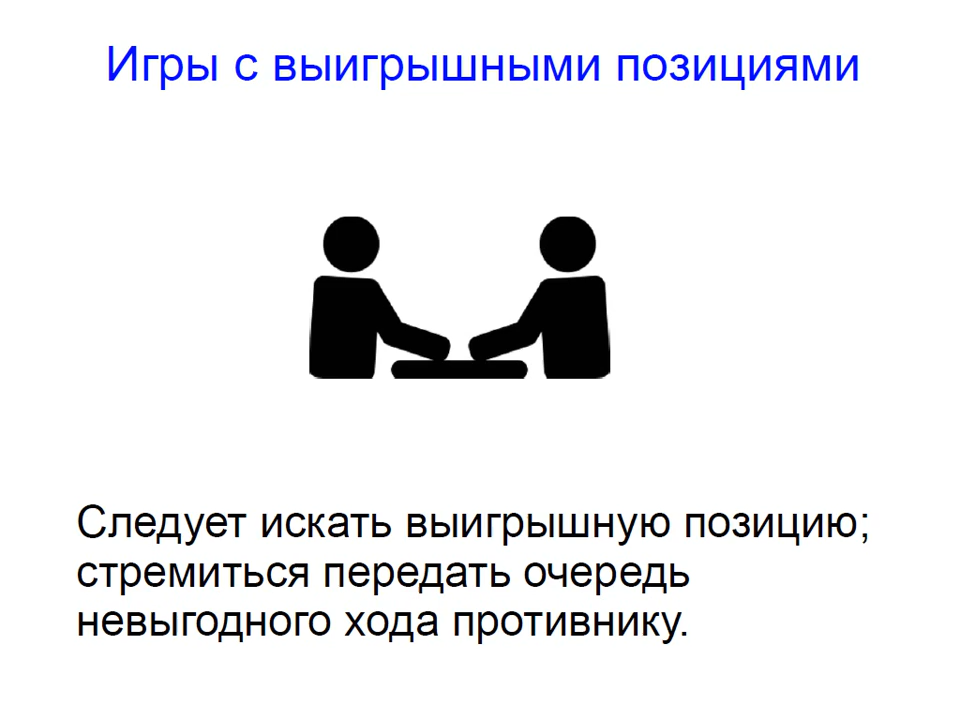 Игры с выигрышными позициями
Следует искать выигрышную позицию;
стремиться передать очередь
невыгодного хода противнику.